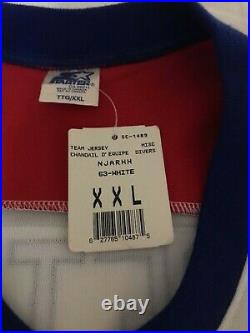 STARTER
TTG/XXL
SC-1489
TEAM JERSEY MISC
CHANDAIL D'EQUIPE DIVERS
NJARHH
63-WHITE
XXL